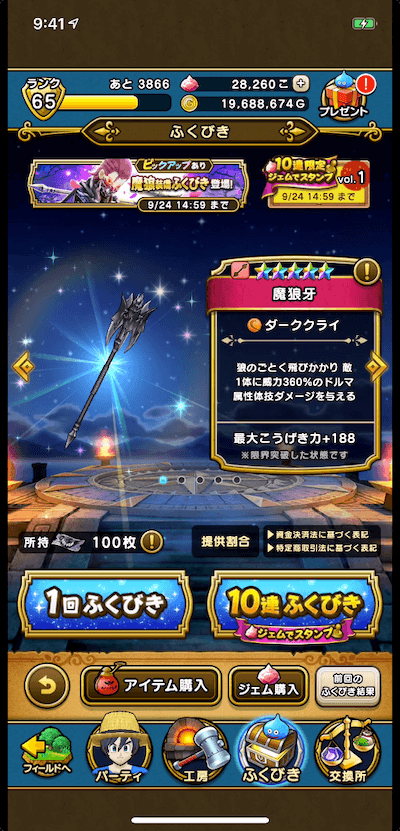 9:41
ランク
65
あと 3866
28,260こ
19,688,674G
プレゼント
ふくびき
ピックアップあり
魔狼装備ふくびき登場!
9/24 14:59 まで
10連限定
ジェムでスタンプ vol.1
9/24 14:59 まで
魔狼牙
ダーククライ
狼のごとく飛びかかり 敵
1体に威力360%のドルマ
属性体技ダメージを与える
最大こうげき力+188
※限界突破した状態です
所持 100枚
提供割合
▶資金決済法に基づく表記
▶特定商取引法に基づく表記
1回ふくびき
10連ふくびき
ジェムでスタンプ
アイテム購入
ジェム購入
前回の
ふくびき結果
フィールドへ
パーティ
工房
ふくびき
交換所